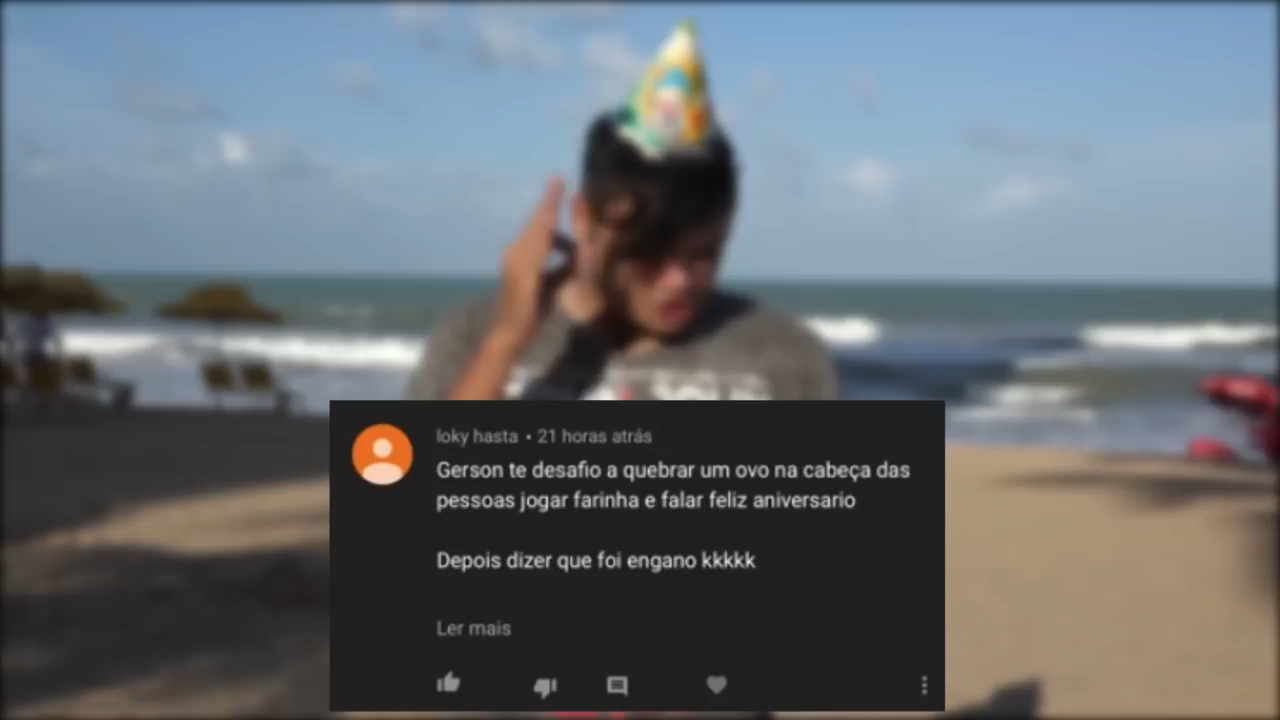 loky hasta • 21 horas atrás
Gerson te desafio a quebrar um ovo na cabeça das
pessoas jogar farinha e falar feliz aniversario
Depois dizer que foi engano kkkkk
Ler mais